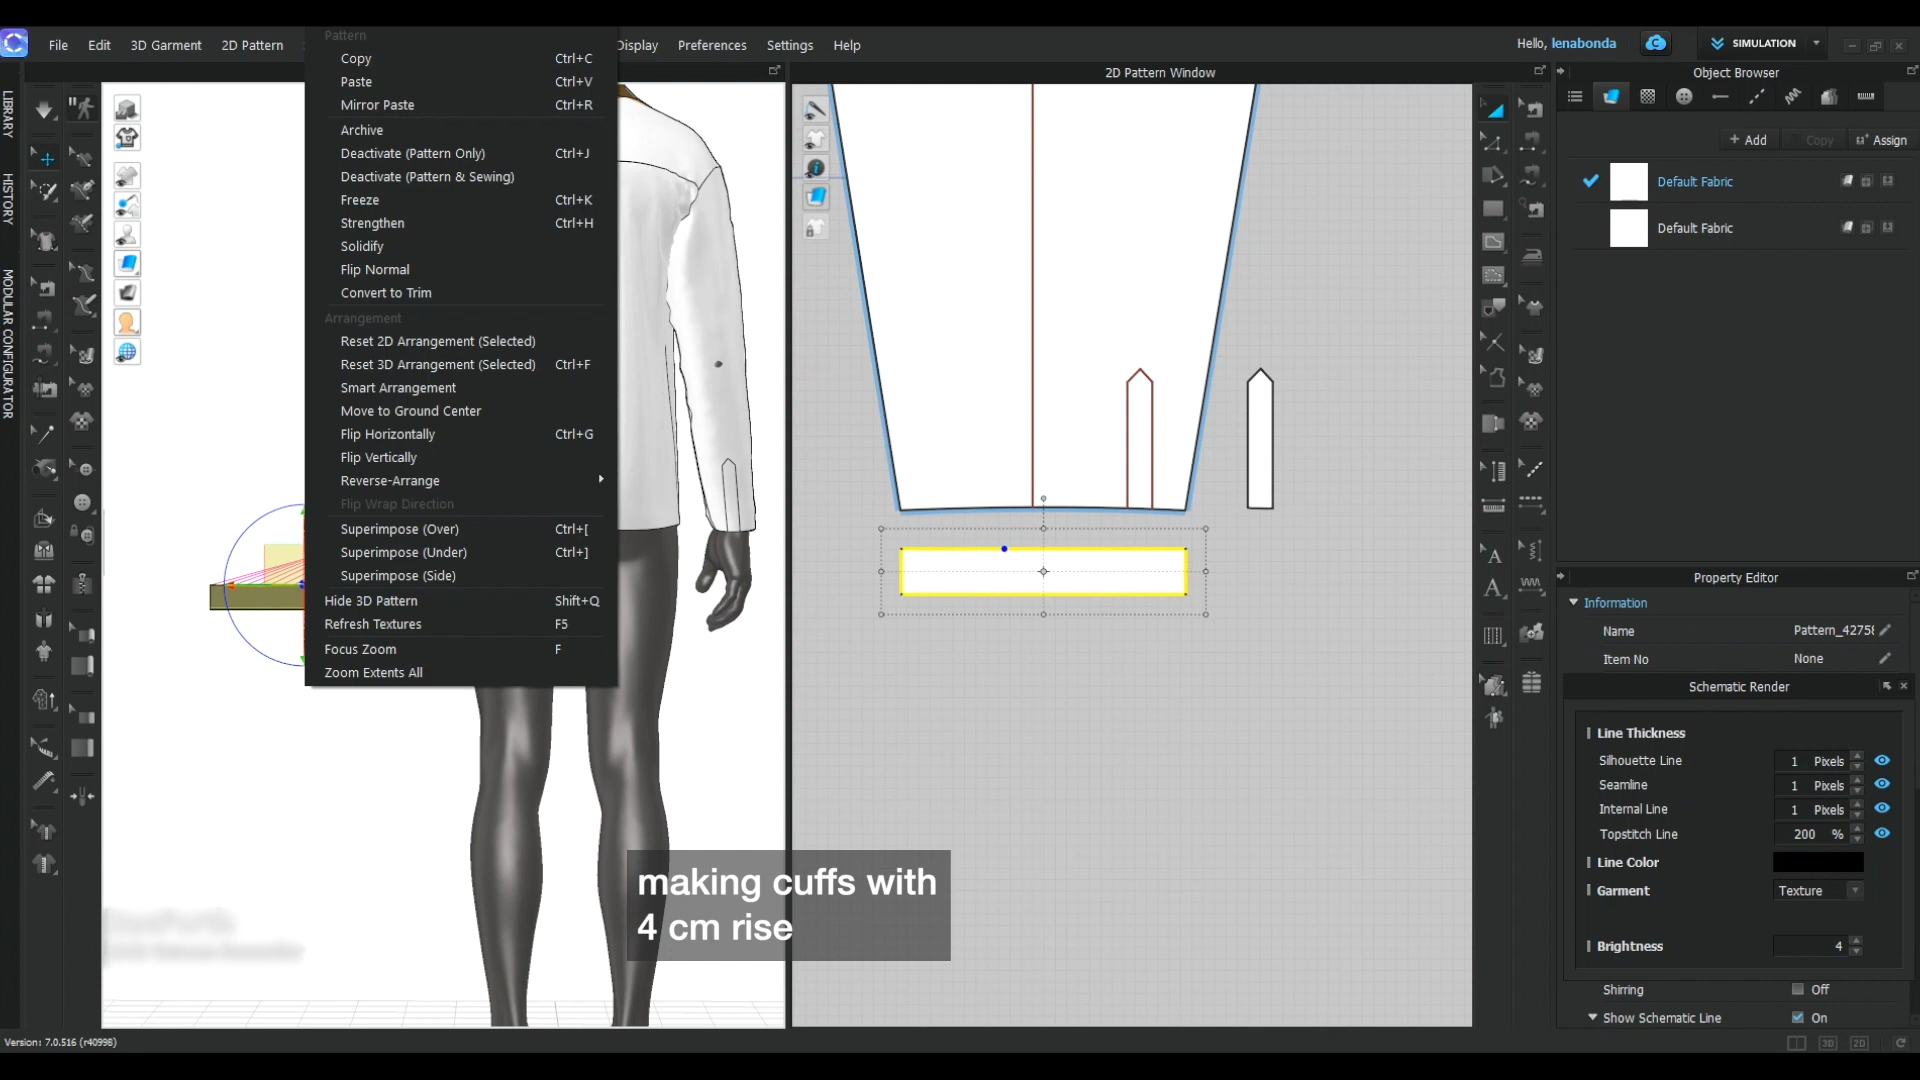 File Edit 3D Garment 2D Pattern Display Preferences Settings Help
Hello, lenabonda
SIMULATION
LIBRARY
HISTORY
MODULAR CONFIGURATOR
Pattern
Copy Ctrl+C
Paste Ctrl+V
Mirror Paste Ctrl+R
Archive
Deactivate (Pattern Only) Ctrl+J
Deactivate (Pattern & Sewing)
Freeze Ctrl+K
Strengthen Ctrl+H
Solidify
Flip Normal
Convert to Trim
Arrangement
Reset 2D Arrangement (Selected)
Reset 3D Arrangement (Selected) Ctrl+F
Smart Arrangement
Move to Ground Center
Flip Horizontally Ctrl+G
Flip Vertically
Reverse-Arrange
Flip Wrap Direction
Superimpose (Over) Ctrl+[
Superimpose (Under) Ctrl+]
Superimpose (Side)
Hide 3D Pattern Shift+Q
Refresh Textures F5
Focus Zoom F
Zoom Extents All
2D Pattern Window
making cuffs with
4 cm rise
Object Browser
+ Add Copy Assign
Default Fabric
Default Fabric
Property Editor
Information
Name Pattern_42758
Item No None
Schematic Render
Line Thickness
Silhouette Line 1 Pixels
Seamline 1 Pixels
Internal Line 1 Pixels
Topstitch Line 200 %
Line Color
Garment Texture
Brightness 4
Shirring Off
Show Schematic Line On
Version: 7.0.516 (r40998)
3D 2D